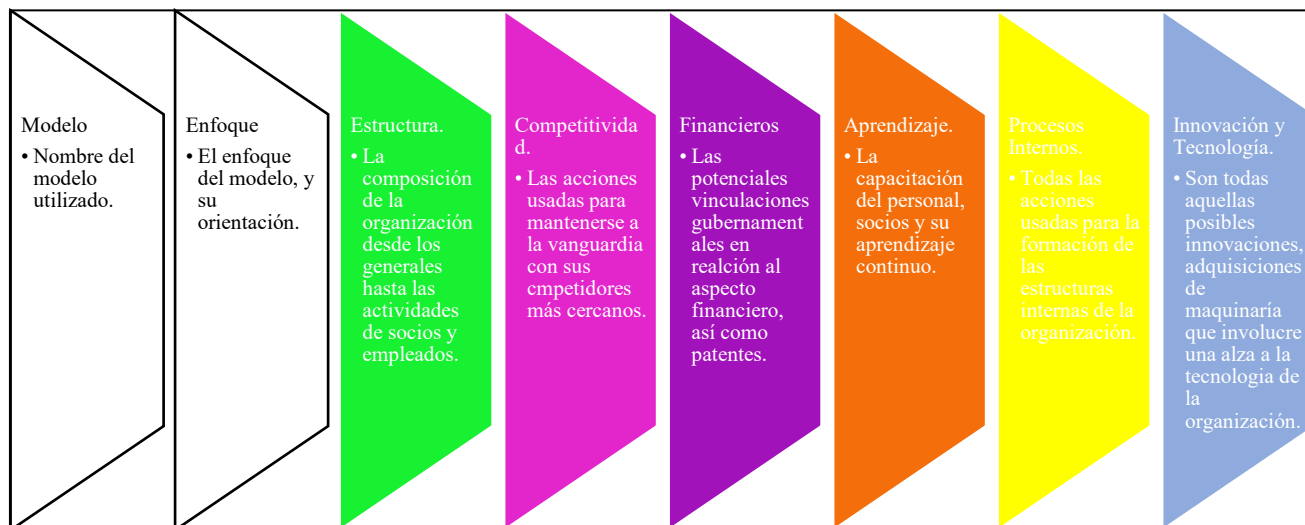 Modelo
• Nombre del
modelo
utilizado.
Enfoque
• El enfoque
del modelo, y
su
orientación.
Estructura.
• La
composición
de la
organización
desde los
generales
hasta las
actividades
de socios y
empleados.
Competitivida
d.
• Las acciones
usadas para
mantenerse a
la vanguardia
con sus
cmpetidores
más cercanos.
Financieros
• Las
potenciales
vinculaciones
gubernament
ales en
realción al
aspecto
financiero,
así como
patentes.
Aprendizaje.
• La
capacitación
del personal,
socios y su
aprendizaje
continuo.
Procesos
Internos.
• Todas las
acciones
usadas para la
formación de
las
estructuras
internas de la
organización.
Innovación y
Tecnología.
• Son todas
aquellas
posibles
innovaciones,
adquisiciones
de
maquinaría
que involucre
una alza a la
tecnologia de
la
organización.